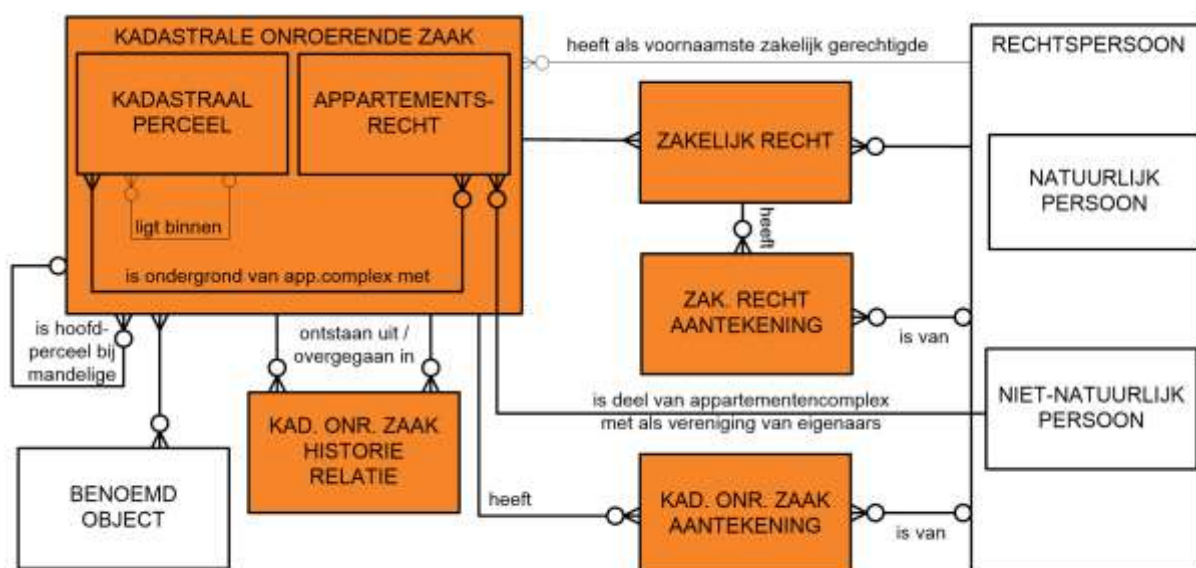 KADASTRALE ONROERENDE ZAAK
KADASTRAAL
PERCEEL
APPARTEMENTS-
RECHT
ligt binnen
is ondergrond van app.complex met
heeft als voornaamste zakelijk gerechtigde
RECHTSPERSOON
ZAKELIJK RECHT
NATUURLIJK
PERSOON
heeft
ZAK. RECHT
AANTEKENING
is van
is hoofd-
perceel bij
mandelige
ontstaan uit /
overgegaan in
is deel van appartementencomplex
met als vereniging van eigenaars
NIET-NATUURLIJK
PERSOON
KAD. ONR. ZAAK
HISTORIE
RELATIE
BENOEMD
OBJECT
heeft
KAD. ONR. ZAAK
AANTEKENING
is van